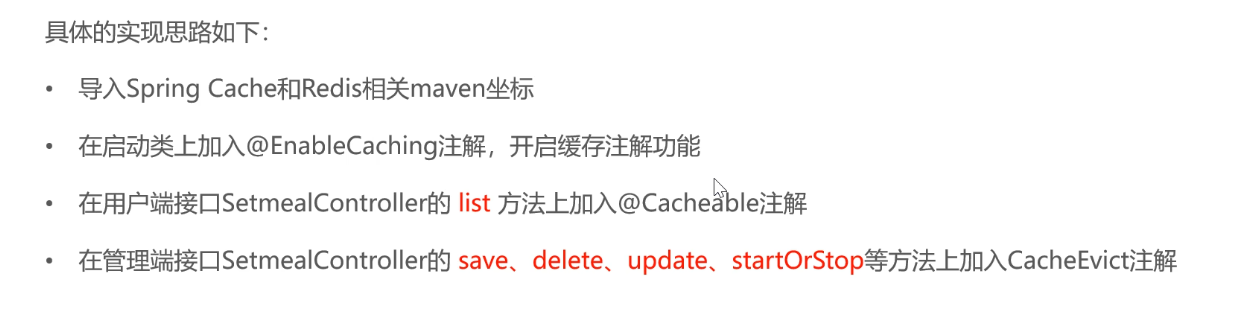 具体的实现思路如下：
• 导入Spring Cache和Redis相关maven坐标
• 在启动类上加入@EnableCaching注解，开启缓存注解功能
• 在用户端接口SetmealController的 list 方法上加入@Cacheable注解
• 在管理端接口SetmealController的 save、delete、update、startOrStop等方法上加入CacheEvict注解